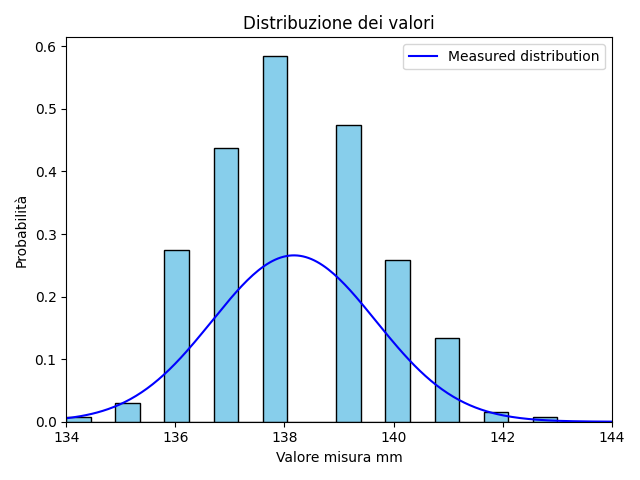 Distribuzione dei valori
Measured distribution
Probabilità
0.6
0.5
0.4
0.3
0.2
0.1
0.0
134 136 138 140 142 144
Valore misura mm